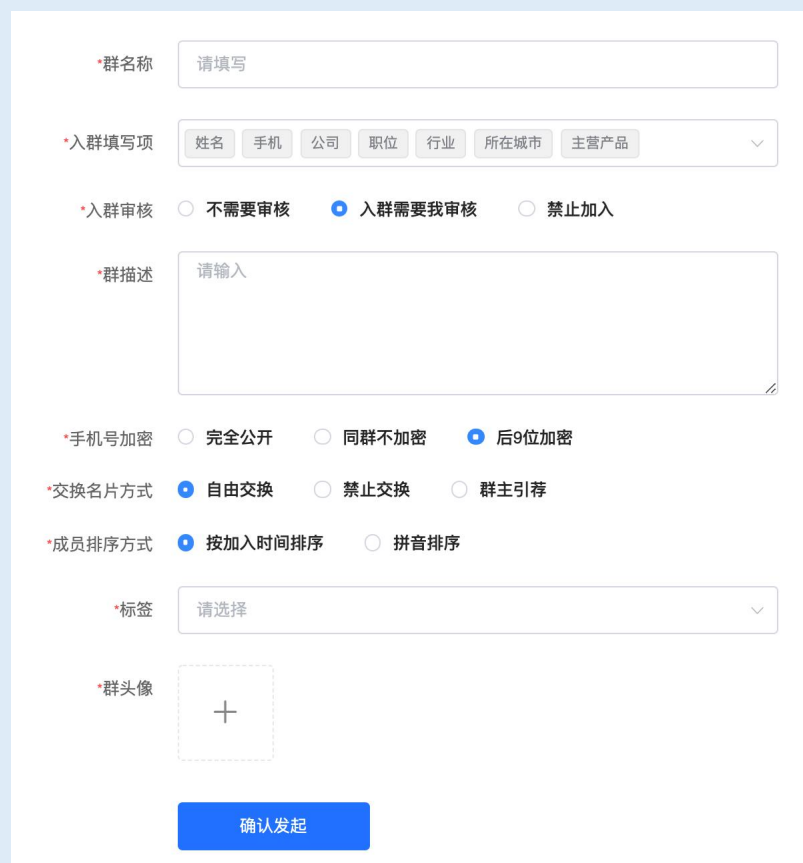 *群名称 请填写
*入群填写项 姓名 手机 公司 职位 行业 所在城市 主营产品
*入群审核 不需要审核 入群需要我审核 禁止加入
*群描述 请输入
*手机号加密 完全公开 同群不加密 后9位加密
*交换名片方式 自由交换 禁止交换 群主引荐
*成员排序方式 按加入时间排序 拼音排序
*标签 请选择
*群头像
确认发起